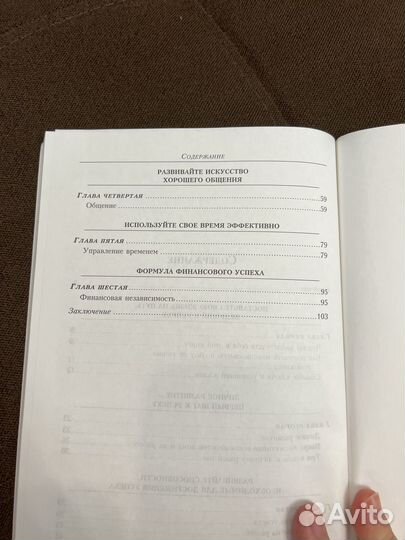 Содержание
РАЗВИВАЙТЕ ИСКУССТВО
ХОРОШЕГО ОБЩЕНИЯ
Глава четвертая 59
Общение 59
ИСПОЛЬЗУЙТЕ СВОЕ ВРЕМЯ ЭФФЕКТИВНО
Глава пятая 79
Управление временем 79
ФОРМУЛА ФИНАНСОВОГО УСПЕХА
Глава шестая 95
Финансовая независимость 95
Заключение 103
Avito